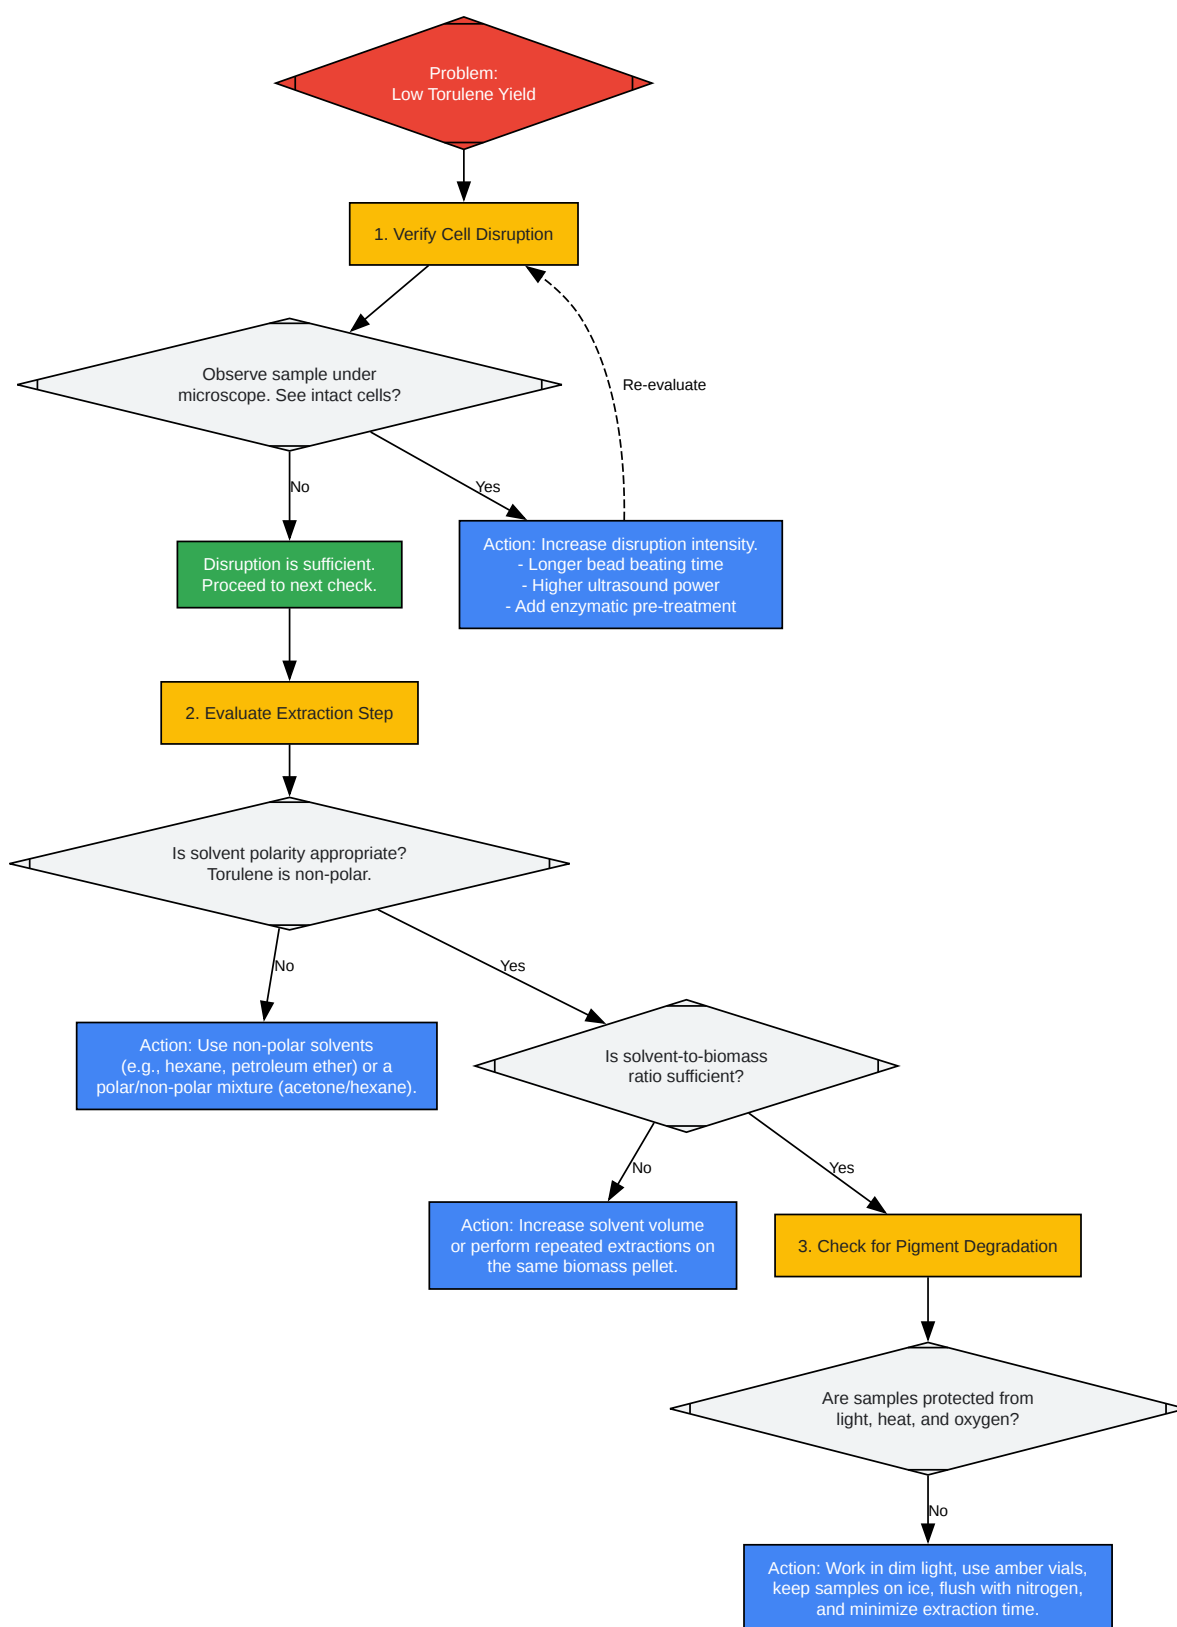 Problem:
Low Torulene Yield
1. Verify Cell Disruption
Observe sample under
microscope. See intact cells?
Re-evaluate
No
Yes
Disruption is sufficient.
Proceed to next check.
Action: Increase disruption intensity.
- Longer bead beating time
- Higher ultrasound power
- Add enzymatic pre-treatment
2. Evaluate Extraction Step
Is solvent polarity appropriate?
Torulene is non-polar.
No
Yes
Action: Use non-polar solvents
(e.g., hexane, petroleum ether) or a
polar/non-polar mixture (acetone/hexane).
Is solvent-to-biomass
ratio sufficient?
No
Yes
Action: Increase solvent volume
or perform repeated extractions on
the same biomass pellet.
3. Check for Pigment Degradation
Are samples protected from
light, heat, and oxygen?
No
Action: Work in dim light, use amber vials,
keep samples on ice, flush with nitrogen,
and minimize extraction time.